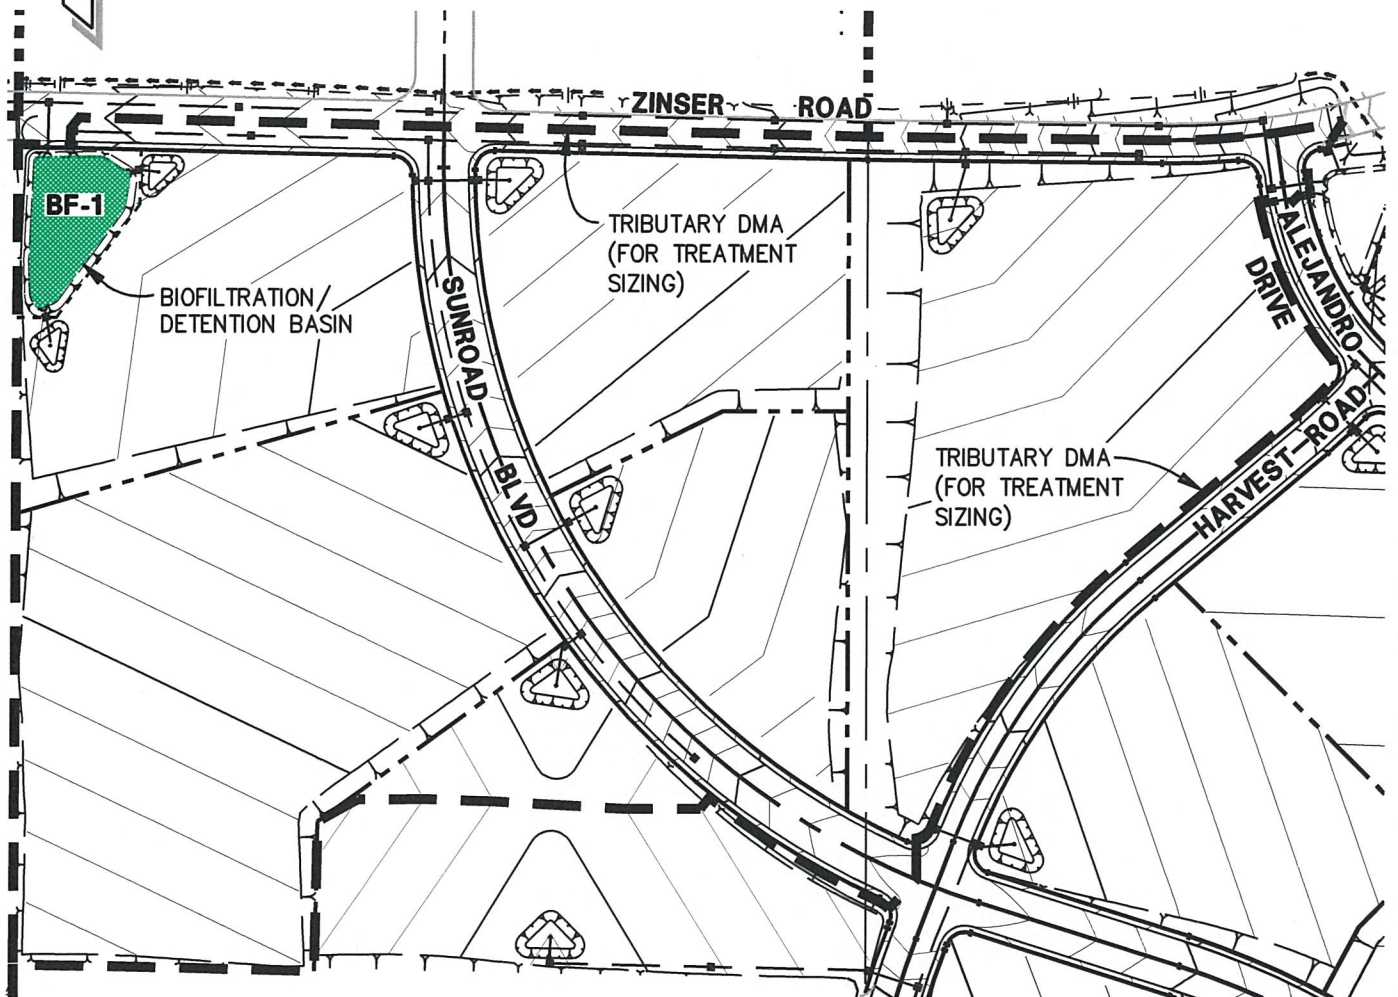 ZINSER ROAD
BF-1
TRIBUTARY DMA
(FOR TREATMENT
SIZING)
ALEJANDRO
DRIVE
BIOFILTRATION/
DETENTION BASIN
SUNROAD
BLVD
TRIBUTARY DMA
(FOR TREATMENT
SIZING)
HARVEST ROAD